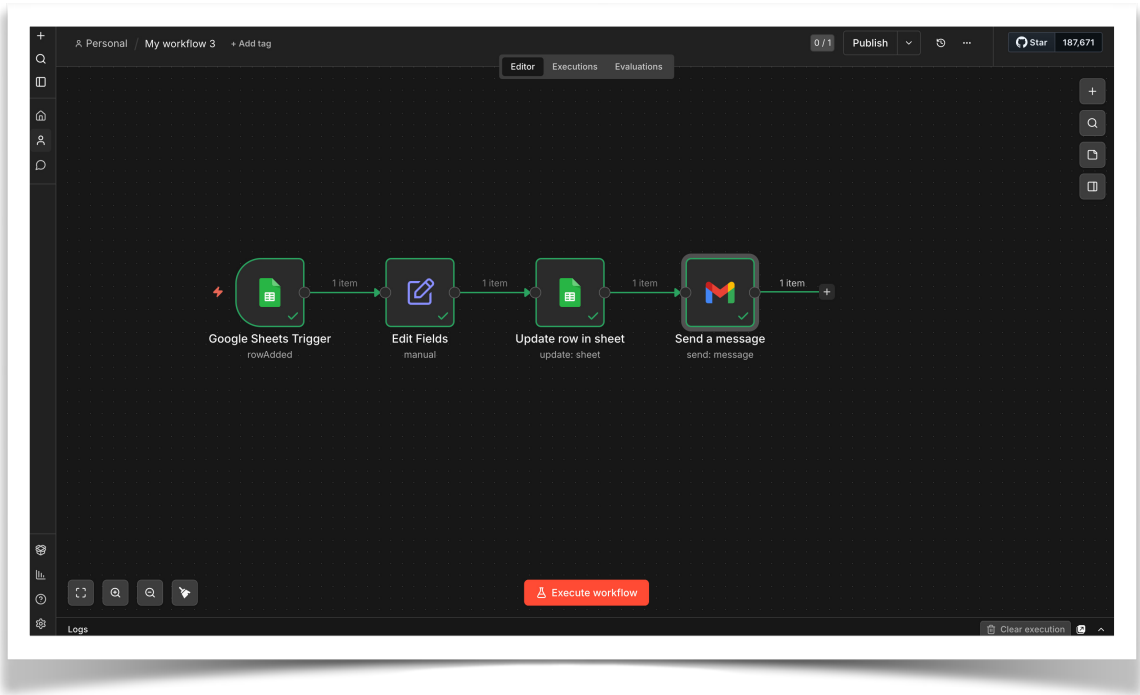 Personal / My workflow 3 + Add tag
0 / 1 Publish
Star 187,671
Editor Executions Evaluations
1 item 1 item 1 item 1 item
Google Sheets Trigger Edit Fields Update row in sheet Send a message
rowAdded manual update: sheet send: message
Execute workflow
Logs Clear execution